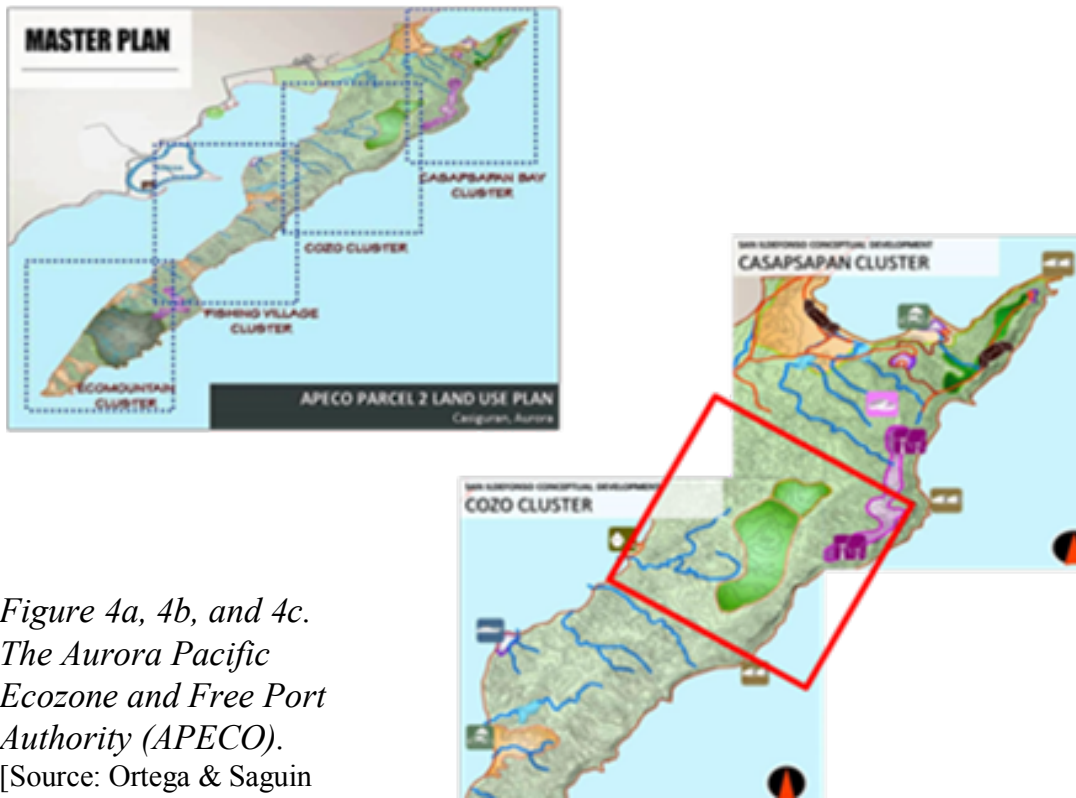 MASTER PLAN
CASAPSAPAN BAY
CLUSTER
COZO CLUSTER
FISHING VILLAGE
CLUSTER
ECOMOUNTAIN
CLUSTER
APECO PARCEL 2 LAND USE PLAN
Casiguran, Aurora
SAN ILDEFONSO CONCEPTUAL DEVELOPMENT
CASAPSAPAN CLUSTER
SAN ILDEFONSO CONCEPTUAL DEVELOPMENT
COZO CLUSTER
Figure 4a, 4b, and 4c.
The Aurora Pacific
Ecozone and Free Port
Authority (APECO).
[Source: Ortega & Saguin